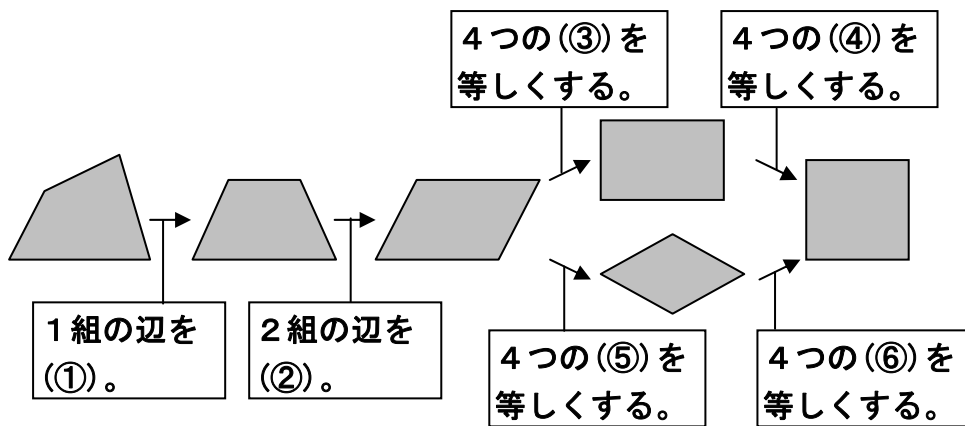 ４つの(③)を
等しくする。
４つの(④)を
等しくする。
１組の辺を
(①)。
２組の辺を
(②)。
４つの(⑤)を
等しくする。
４つの(⑥)を
等しくする。